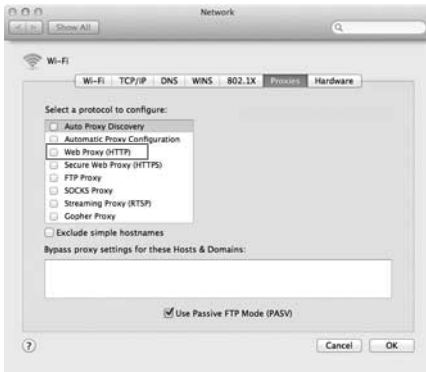 Network
Show All
Wi-Fi
Wi-Fi TCP/IP DNS WINS 802.1X Proxies Hardware
Select a protocol to configure:
Auto Proxy Discovery
Automatic Proxy Configuration
Web Proxy (HTTP)
Secure Web Proxy (HTTPS)
FTP Proxy
SOCKS Proxy
Streaming Proxy (RTSP)
Gopher Proxy
Exclude simple hostnames
Bypass proxy settings for these Hosts & Domains:
Use Passive FTP Mode (PASV)
? Cancel OK